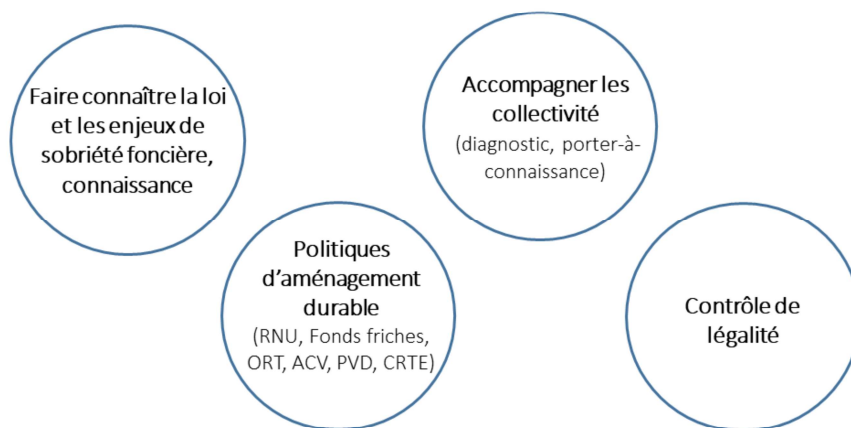 Faire connaître la loi
et les enjeux de
sobriété foncière,
connaissance
Politiques
d'aménagement
durable
(RNU, Fonds friches,
ORT, ACV, PVD, CRTE)
Accompagner les
collectivité
(diagnostic, porter-à-
connaissance)
Contrôle de
légalité